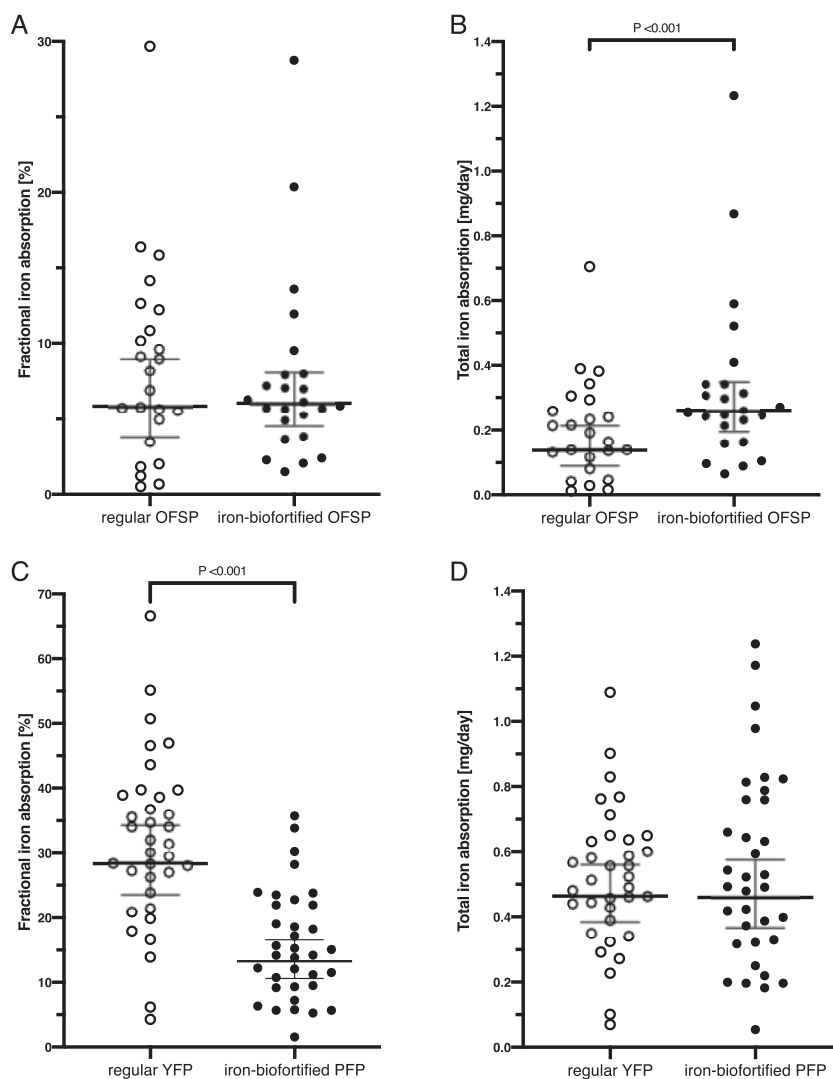 A
Fractional iron absorption [%]
30
20
10
0
regular OFSP
iron-biofortified OFSP
B
P <0.001
Total iron absorption [mg/day]
1.4
1.2
1.0
0.8
0.6
0.4
0.2
0.0
regular OFSP
iron-biofortified OFSP
C
P <0.001
Fractional iron absorption [%]
70
60
50
40
30
20
10
0
regular YFP
iron-biofortified PFP
D
Total iron absorption [mg/day]
1.4
1.2
1.0
0.8
0.6
0.4
0.2
0.0
regular YFP
iron-biofortified PFP